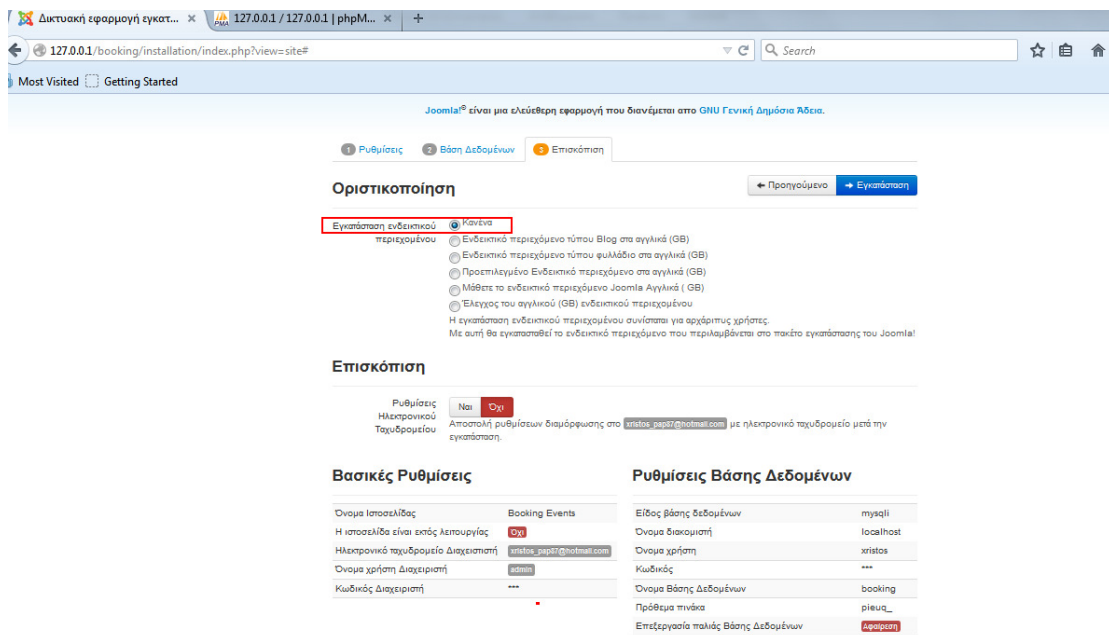 Δικτυακή εφαρμογή εγκατ... × 127.0.0.1 / 127.0.0.1 | phpM... × +
127.0.0.1/booking/installation/index.php?view=site# Search
Most Visited Getting Started
Joomla!® είναι μια ελεύθερη εφαρμογή που διανέμεται απο GNU Γενική Δημόσια Άδεια.
1 Ρυθμίσεις 2 Βάση Δεδομένων 3 Επισκόπιση
Οριστικοποίηση Προηγούμενο Εγκατάσταση
Εγκατάσταση ενδεικτικού Κανένα
περιεχομένου Ενδεικτικό περιεχόμενο τύπου Blog στα αγγλικά (GB)
Ενδεικτικό περιεχόμενο τύπου φυλλάδιο στα αγγλικά (GB)
Προεπιλεγμένο Ενδεικτικό περιεχόμενο στα αγγλικά (GB)
Μάθετε το ενδεικτικό περιεχόμενο Joomla Αγγλικά ( GB)
Έλεγχος του αγγλικού (GB) ενδεικτικού περιεχομένου
Η εγκατάσταση ενδεικτικού περιεχομένου συνίσταται για αρχάριπυς χρήστες.
Με αυτή θα εγκατασταθεί το ενδεικτικό περιεχόμενο που περιλαμβάνεται στο πακέτο εγκατάστασης του Joomla!
Επισκόπιση
Ρυθμίσεις
Ηλεκτρονικού
Ταχυδρομείου
Ναι Όχι
Αποστολή ρυθμίσεων διαμόρφωσης στο xristos_pap87@hotmail.com με ηλεκτρονικό ταχυδρομείο μετά την
εγκατάσταση.
Βασικές Ρυθμίσεις
Όνομα Ιστοσελίδας Booking Events
Η ιστοσελίδα είναι εκτός λειτουργίας Όχι
Ηλεκτρονικό ταχυδρομείο Διαχειστιστή xristos_pap87@hotmail.com
Όνομα χρήστη Διαχειριστή admin
Κωδικός Διαχειριστή ***
Ρυθμίσεις Βάσης Δεδομένων
Είδος βάσης δεδομένων mysqli
Όνομα διακομιστή localhost
Όνομα χρήστη xristos
Κωδικός ***
Όνομα Βάσης Δεδομένων booking
Πρόθεμα πινάκα pieuq_
Επεξεργασία παλιάς Βάσης Δεδομένων Αφαίρεση